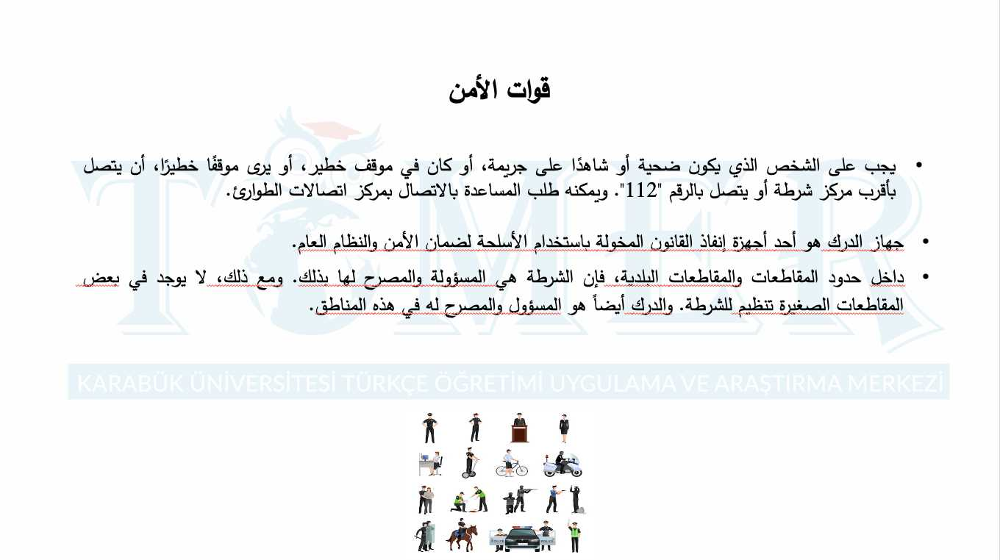 قوات الأمن
• يجب على الشخص الذي يكون ضحية أو شاهدًا على جريمة، أو كان في موقف خطير، أو يرى موقفًا خطيرًا، أن يتصل
بأقرب مركز شرطة أو يتصل بالرقم "112". ويمكنه طلب المساعدة بالاتصال بمركز اتصالات الطوارئ.
• جهاز الدرك هو أحد أجهزة إنفاذ القانون المخولة باستخدام الأسلحة لضمان الأمن والنظام العام.
• داخل حدود المقاطعات والمقاطعات البلدية، فإن الشرطة هي المسؤولة والمصرح لها بذلك. ومع ذلك، لا يوجد في بعض
المقاطعات الصغيرة تنظيم للشرطة. والدرك أيضاً هو المسؤول والمصرح له في هذه المناطق.
TÖMER
KARABÜK ÜNİVERSİTESİ TÜRKÇE ÖĞRETİMİ UYGULAMA VE ARAŞTIRMA MERKEZİ
POLICE POLICE